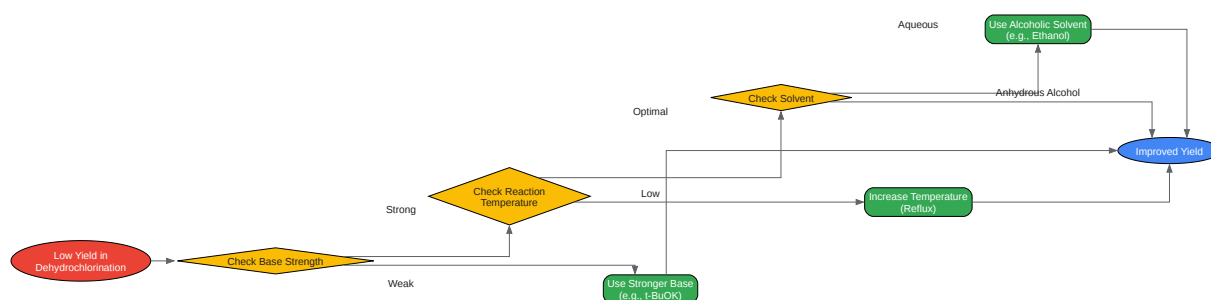 Low Yield in
Dehydrochlorination
Check Base Strength
Strong
Weak
Check Reaction
Temperature
Use Stronger Base
(e.g., t-BuOK)
Optimal
Low
Check Solvent
Increase Temperature
(Reflux)
Aqueous
Anhydrous Alcohol
Use Alcoholic Solvent
(e.g., Ethanol)
Improved Yield